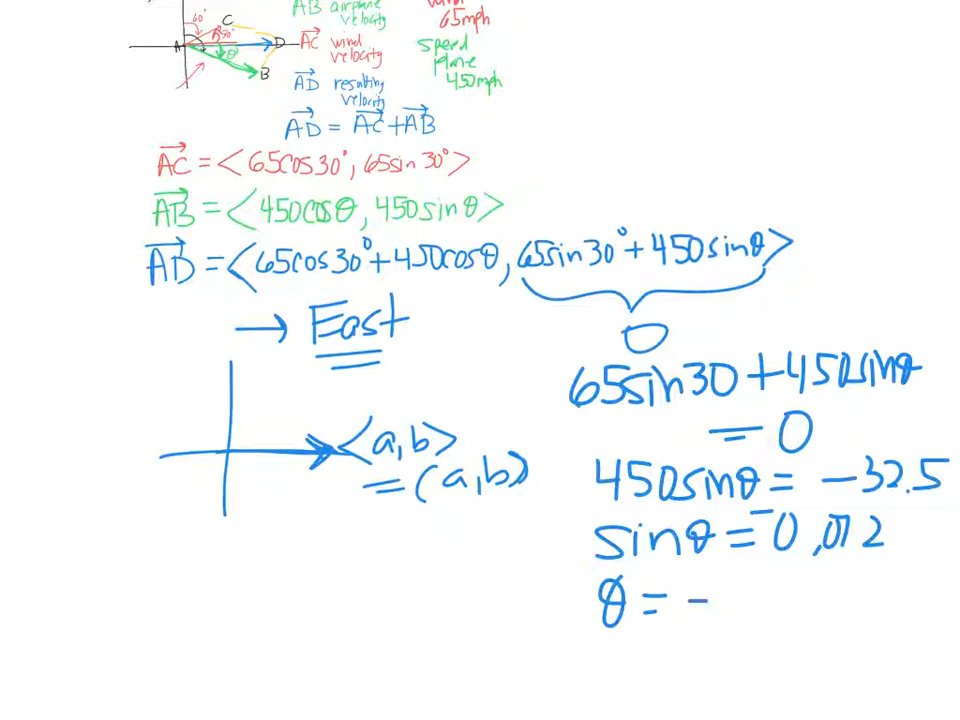 60°
C
A
30°
θ
D
B
AB airplane velocity
AC wind velocity
AD resulting velocity
wind 65mph
speed plane 450mph
AD = AC + AB
AC = <65cos30°, 65sin30°>
AB = <450cosθ, 450sinθ>
AD = <65cos30° + 450cosθ, 65sin30° + 450sinθ>
→ East
0
<a,b>
= (a,b)
65sin30 + 450sinθ
= 0
450sinθ = -32.5
sinθ = -0,072
θ = -